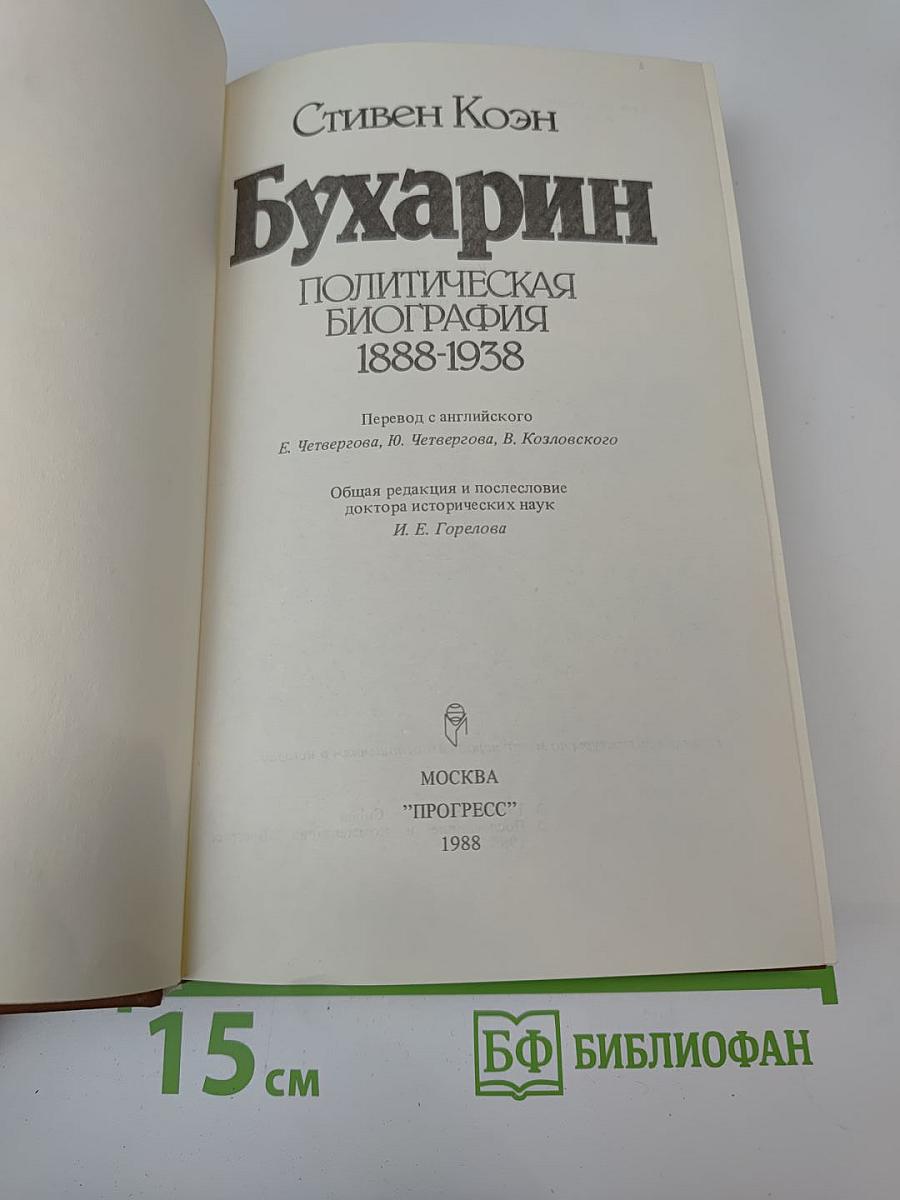 Стивен Коэн
Бухарин
ПОЛИТИЧЕСКАЯ
БИОГРАФИЯ
1888-1938
Перевод с английского
Е. Четвергова, Ю. Четвергова, В. Козловского
Общая редакция и послесловие
доктора исторических наук
И. Е. Горелова
МОСКВА
"ПРОГРЕСС"
1988
15 см
БФ БИБЛИОФАН